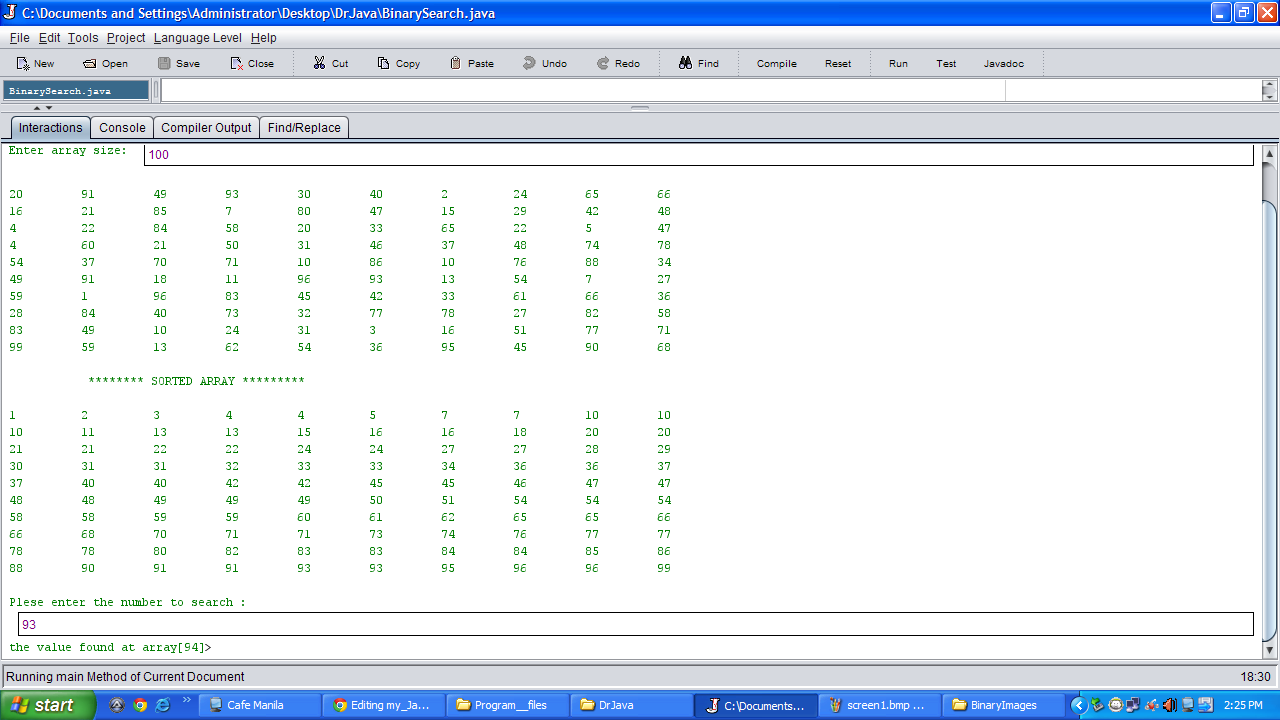 C:\Documents and Settings\Administrator\Desktop\DrJava\BinarySearch.java
File Edit Tools Project Language Level Help
New Open Save Close Cut Copy Paste Undo Redo Find Compile Reset Run Test Javadoc
BinarySearch.java
Interactions Console Compiler Output Find/Replace
Enter array size: 100
20 91 49 93 30 40 2 24 65 66
16 21 85 7 80 47 15 29 42 48
4 22 84 58 20 33 65 22 5 47
4 60 21 50 31 46 37 48 74 78
54 37 70 71 10 86 10 76 88 34
49 91 18 11 96 93 13 54 7 27
59 1 96 83 45 42 33 61 66 36
28 84 40 73 32 77 78 27 82 58
83 49 10 24 31 3 16 51 77 71
99 59 13 62 54 36 95 45 90 68
******** SORTED ARRAY *********
1 2 3 4 4 5 7 7 10 10
10 11 13 13 15 16 16 18 20 20
21 21 22 22 24 24 27 27 28 29
30 31 31 32 33 33 34 36 36 37
37 40 40 42 42 45 45 46 47 47
48 48 49 49 49 50 51 54 54 54
58 58 59 59 60 61 62 65 65 66
66 68 70 71 71 73 74 76 77 77
78 78 80 82 83 83 84 84 85 86
88 90 91 91 93 93 95 96 96 99
Plese enter the number to search :
93
the value found at array[94]>
Running main Method of Current Document 18:30
start Cafe Manila Editing my_Ja... Program__files DrJava C:\Documents... screen1.bmp ... BinaryImages 2:25 PM